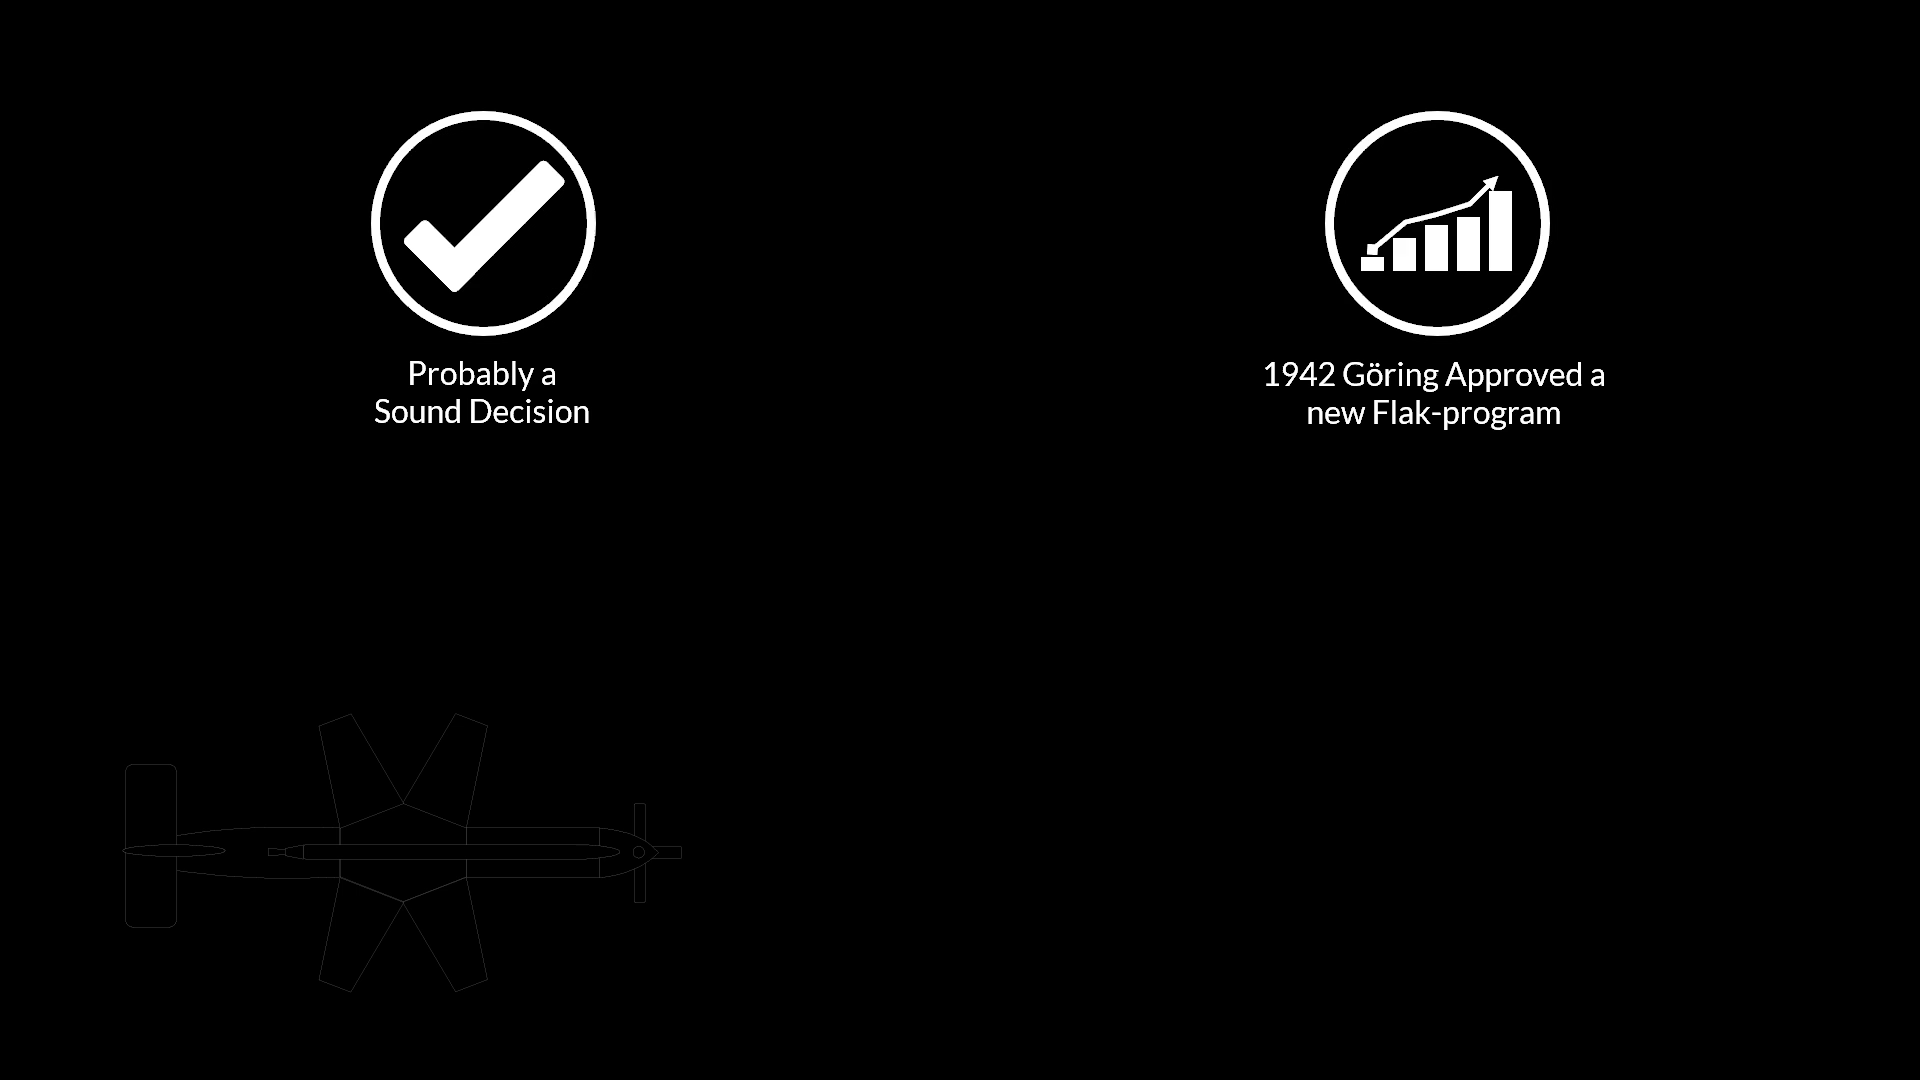 Probably a
Sound Decision
1942 Göring Approved a
new Flak-program